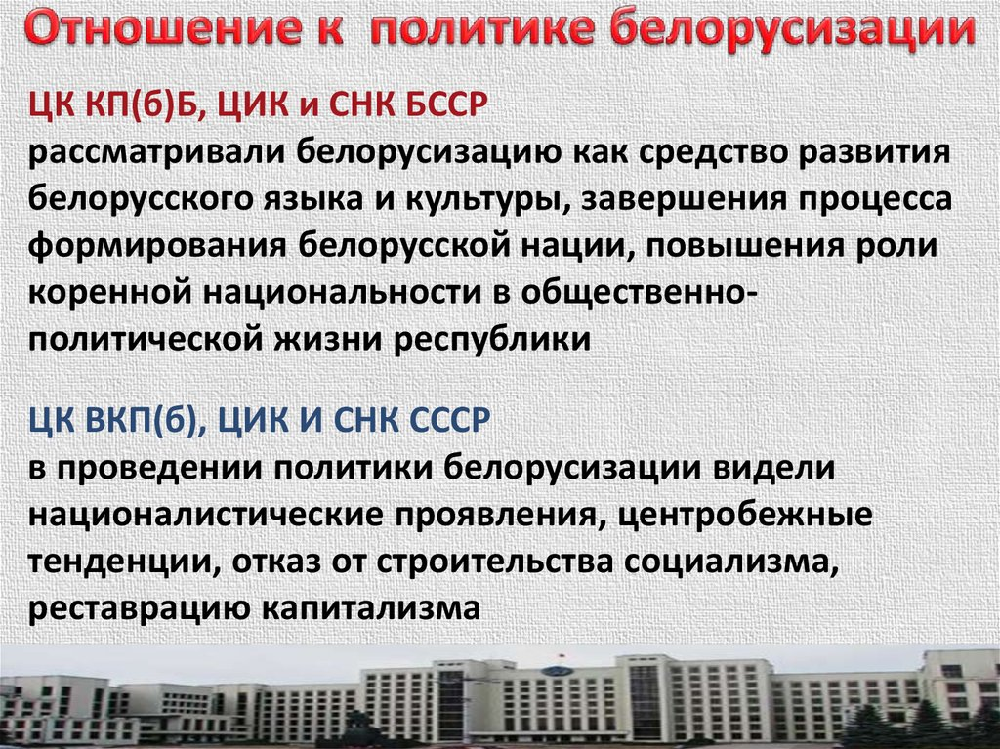 Отношение к политике белорусизации
ЦК КП(б)Б, ЦИК и СНК БССР
рассматривали белорусизацию как средство развития
белорусского языка и культуры, завершения процесса
формирования белорусской нации, повышения роли
коренной национальности в общественно-
политической жизни республики
ЦК ВКП(б), ЦИК И СНК СССР
в проведении политики белорусизации видели
националистические проявления, центробежные
тенденции, отказ от строительства социализма,
реставрацию капитализма